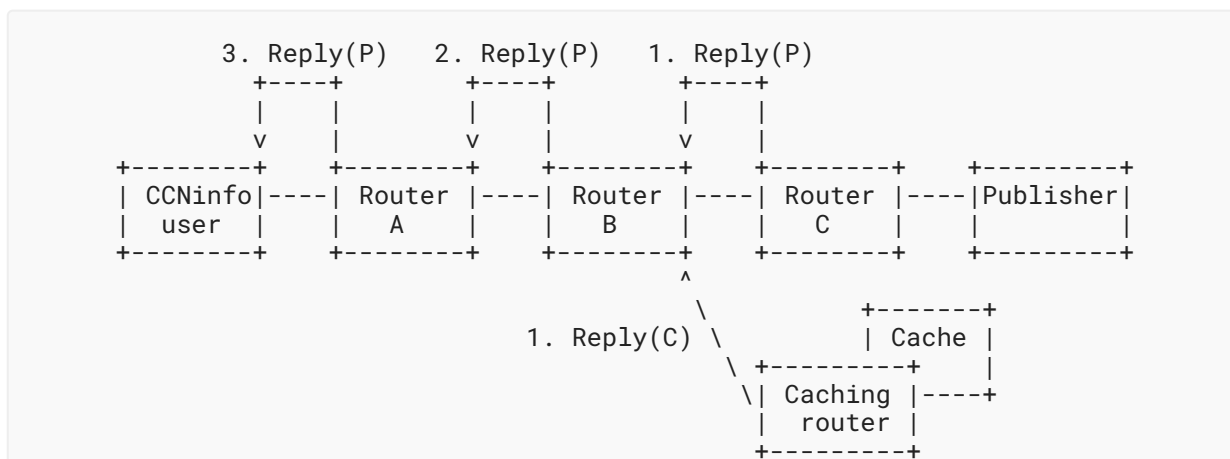 3. Reply(P) 2. Reply(P) 1. Reply(P)
CCNinfo Router Router Router Publisher
user A B C
1. Reply(C) Cache
Caching
router